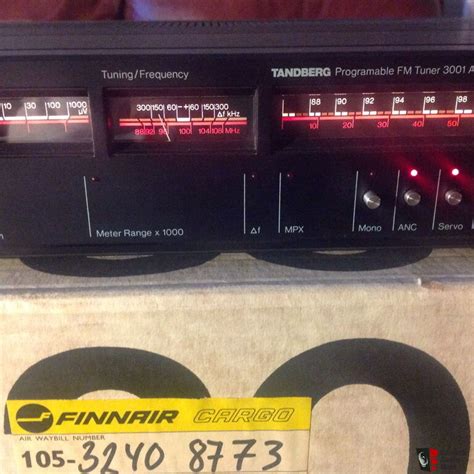 Tuning/Frequency
TANDBERG Programable FM Tuner 3001 A
10 30 100 1000
µV
300 150 60 -+ 60 150 300 Δf kHz
88 92 96 100 104 108 MHz
88 90 92 94 96 98
10 20 30 40 50
Meter Range x 1000
Δf
MPX
Mono
ANC
Servo
FINNAIR CARGO
AIR WAYBILL NUMBER
105-3240 8773